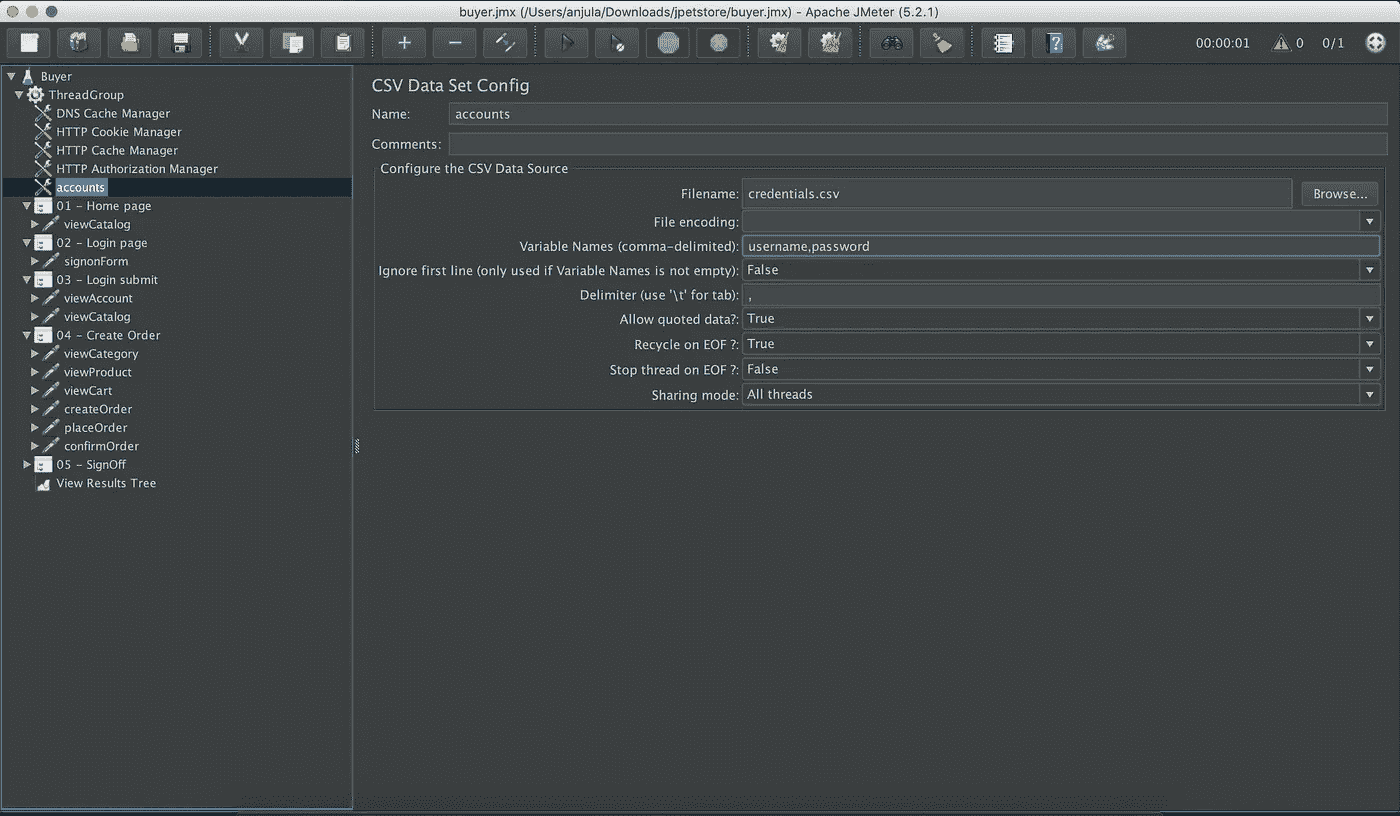 buyer.jmx (/Users/anjula/Downloads/jpetstore/buyer.jmx) - Apache JMeter (5.2.1)
00:00:01 0 0/1
Buyer
ThreadGroup
DNS Cache Manager
HTTP Cookie Manager
HTTP Cache Manager
HTTP Authorization Manager
accounts
01 - Home page
viewCatalog
02 - Login page
signonForm
03 - Login submit
viewAccount
viewCatalog
04 - Create Order
viewCategory
viewProduct
viewCart
createOrder
placeOrder
confirmOrder
05 - SignOff
View Results Tree
CSV Data Set Config
Name: accounts
Comments:
Configure the CSV Data Source
Filename: credentials.csv Browse...
File encoding:
Variable Names (comma-delimited): username,password
Ignore first line (only used if Variable Names is not empty): False
Delimiter (use '\t' for tab): ,
Allow quoted data?: True
Recycle on EOF ?: True
Stop thread on EOF ?: False
Sharing mode: All threads